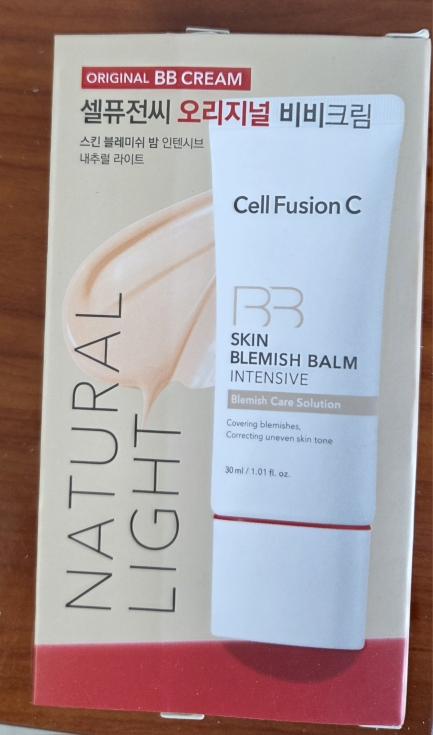 ORIGINAL BB CREAM
셀퓨전씨 오리지널 비비크림
스킨 블레미쉬 밤 인텐시브
내추럴 라이트
Cell Fusion C
BB
SKIN
BLEMISH BALM
INTENSIVE
Blemish Care Solution
Covering blemishes,
Correcting uneven skin tone
30 ml / 1.01 fl. oz.
NATURAL
LIGHT